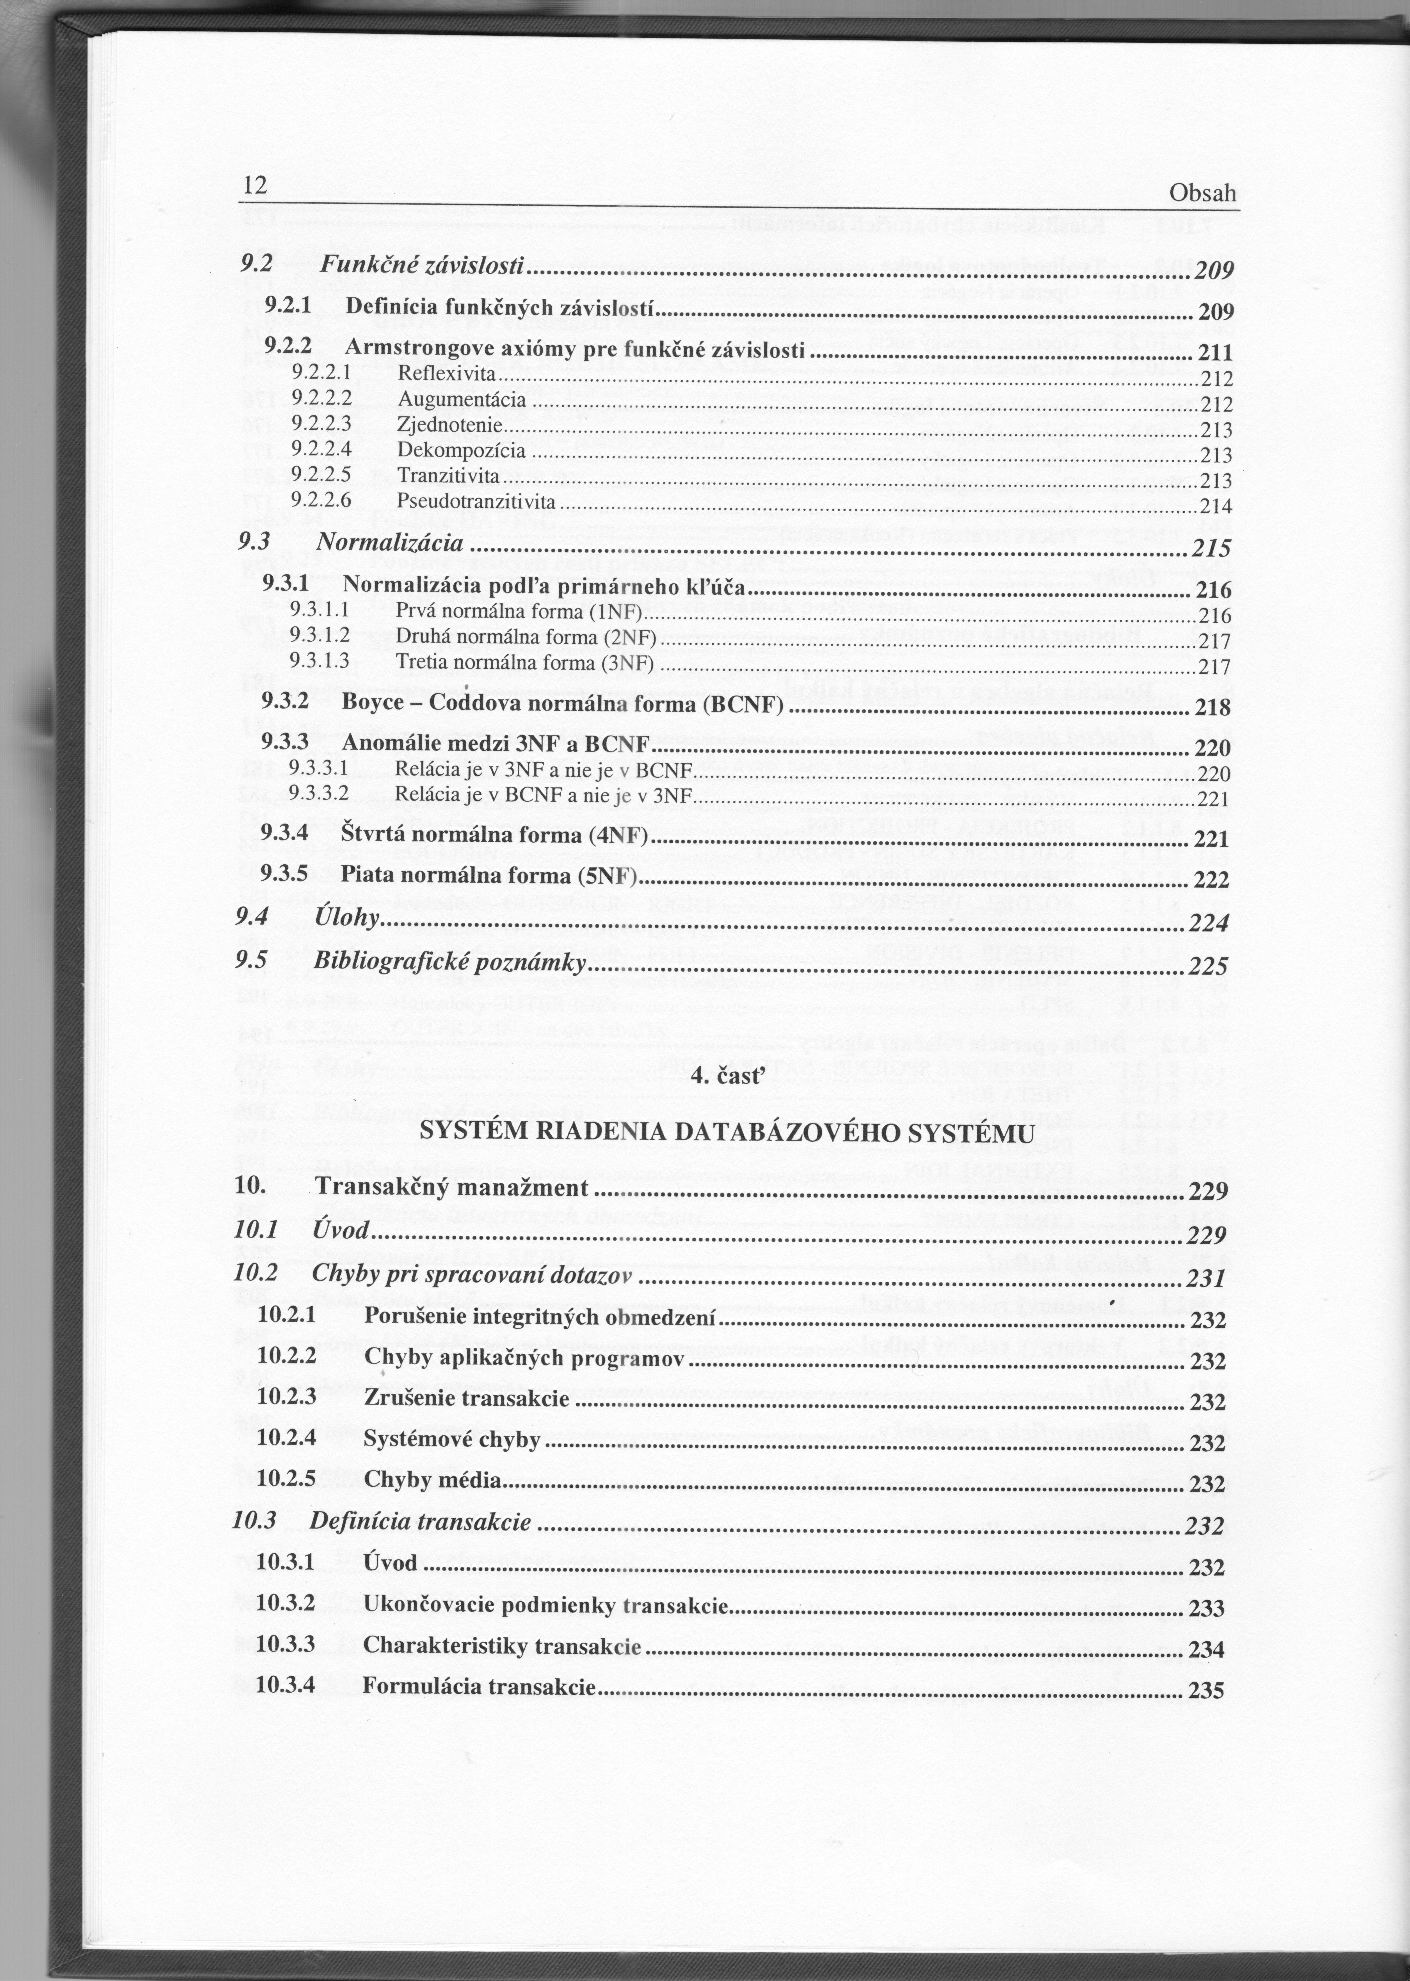 12
Obsah
9.2 Funkčné závislosti 209
9.2.1 Definícia funkčných závislostí 209
9.2.2 Armstrongove axiómy pre funkčné závislosti 211
9.2.2.1 Reflexivita 212
9.2.2.2 Augumentácia 212
9.2.2.3 Zjednotenie 213
9.2.2.4 Dekompozícia 213
9.2.2.5 Tranzitivita 213
9.2.2.6 Pseudotranzitivita 214
9.3 Normalizácia 215
9.3.1 Normalizácia podľa primárneho kľúča 216
9.3.1.1 Prvá normálna forma (1NF) 216
9.3.1.2 Druhá normálna forma (2NF) 217
9.3.1.3 Tretia normálna forma (3NF) 217
9.3.2 Boyce – Coddova normálna forma (BCNF) 218
9.3.3 Anomálie medzi 3NF a BCNF 220
9.3.3.1 Relácia je v 3NF a nie je v BCNF 220
9.3.3.2 Relácia je v BCNF a nie je v 3NF 221
9.3.4 Štvrtá normálna forma (4NF) 221
9.3.5 Piata normálna forma (5NF) 222
9.4 Úlohy 224
9.5 Bibliografické poznámky 225
4. časť
SYSTÉM RIADENIA DATABÁZOVÉHO SYSTÉMU
10. Transakčný manažment 229
10.1 Úvod 229
10.2 Chyby pri spracovaní dotazov 231
10.2.1 Porušenie integritných obmedzení 232
10.2.2 Chyby aplikačných programov 232
10.2.3 Zrušenie transakcie 232
10.2.4 Systémové chyby 232
10.2.5 Chyby média 232
10.3 Definícia transakcie 232
10.3.1 Úvod 232
10.3.2 Ukončovacie podmienky transakcie 233
10.3.3 Charakteristiky transakcie 234
10.3.4 Formulácia transakcie 235